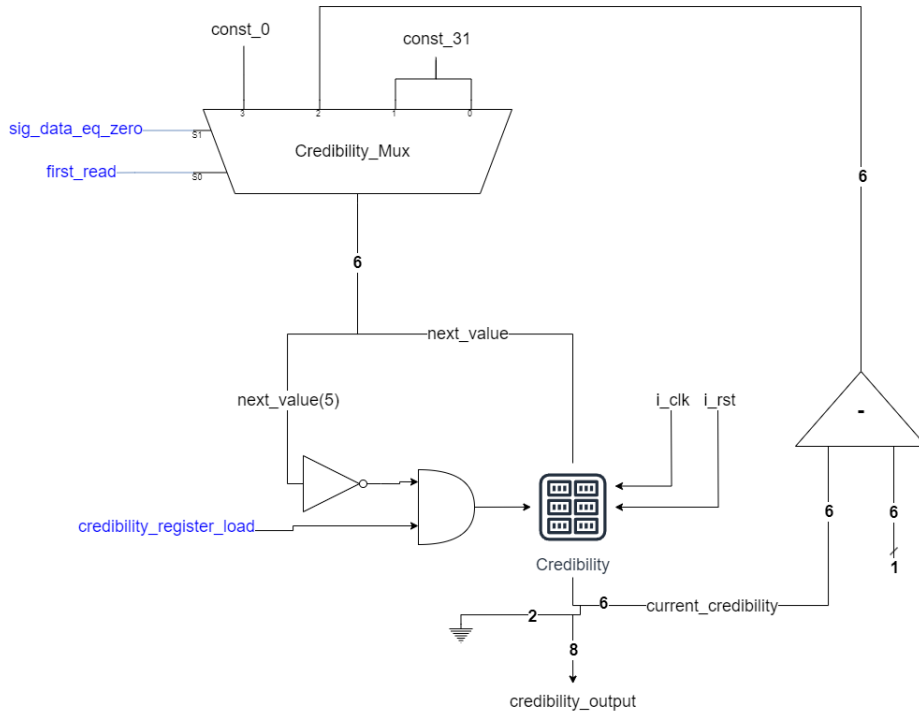 const_0
const_31
3
2
1
0
sig_data_eq_zero
S1
Credibility_Mux
first_read
S0
6
6
next_value
next_value(5)
i_clk
i_rst
-
credibility_register_load
6
6
Credibility
1
2
6
current_credibility
8
credibility_output